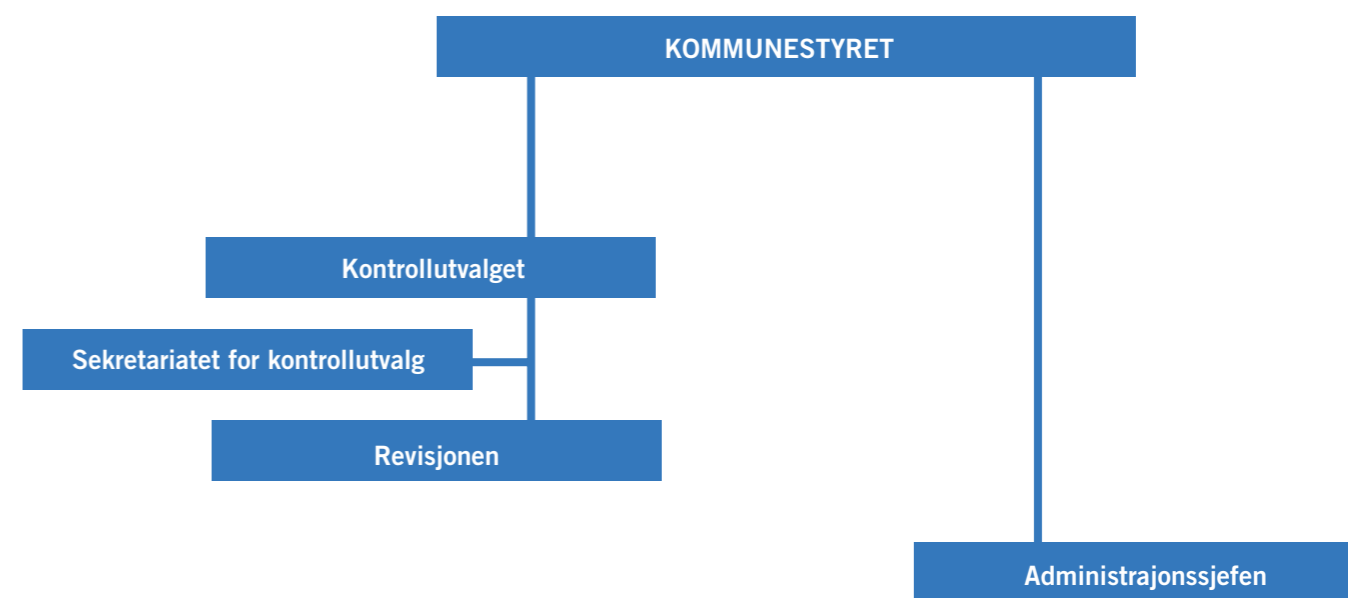 KOMMUNESTYRET
Kontrollutvalget
Sekretariatet for kontrollutvalg
Revisjonen
Administrajonssjefen